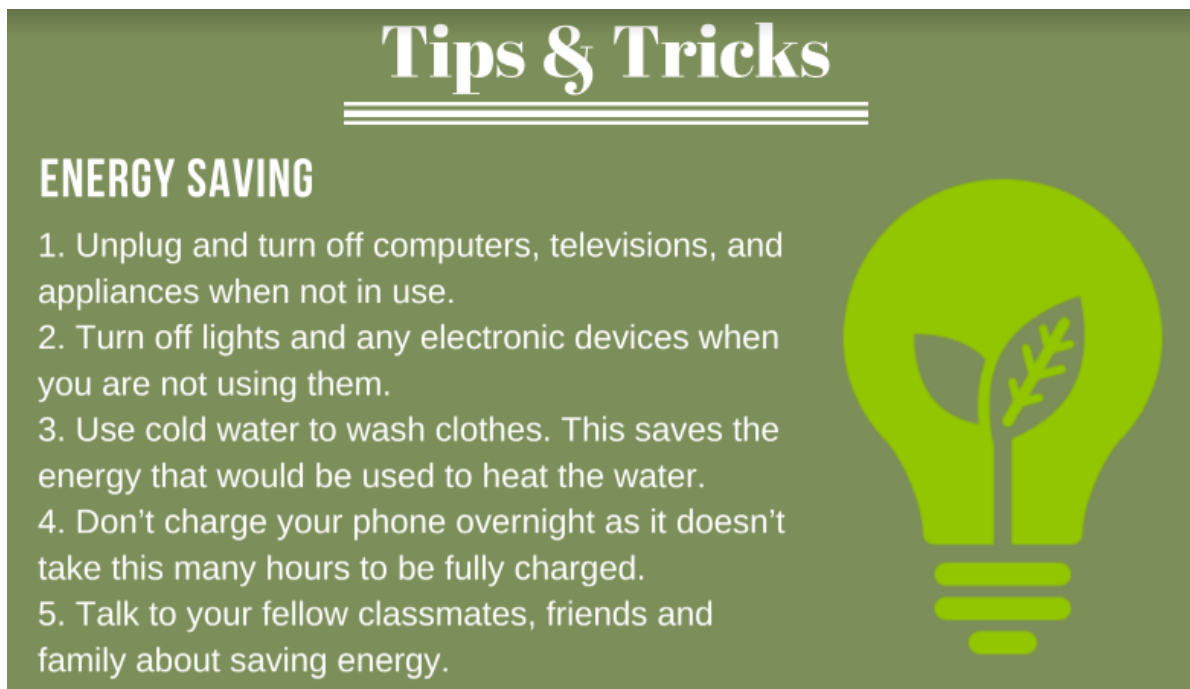 Tips & Tricks
ENERGY SAVING
1. Unplug and turn off computers, televisions, and
appliances when not in use.
2. Turn off lights and any electronic devices when
you are not using them.
3. Use cold water to wash clothes. This saves the
energy that would be used to heat the water.
4. Don’t charge your phone overnight as it doesn’t
take this many hours to be fully charged.
5. Talk to your fellow classmates, friends and
family about saving energy.